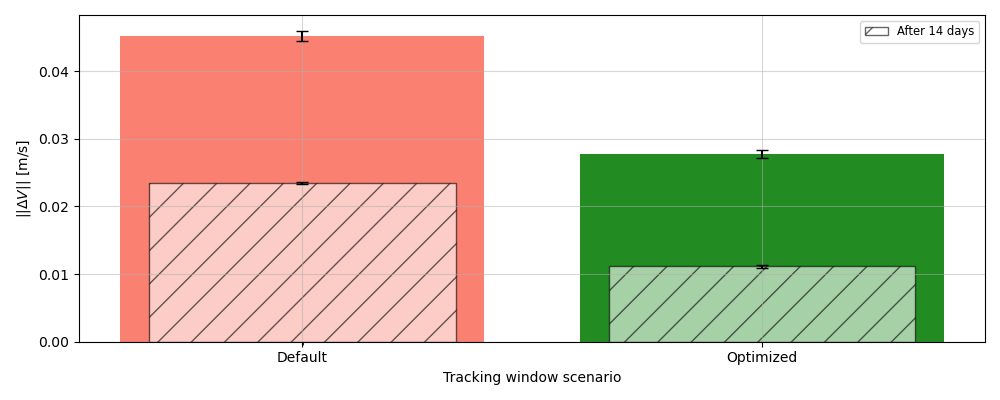 After 14 days
||ΔV|| [m/s]
0.04
0.03
0.02
0.01
0.00
Default
Optimized
Tracking window scenario